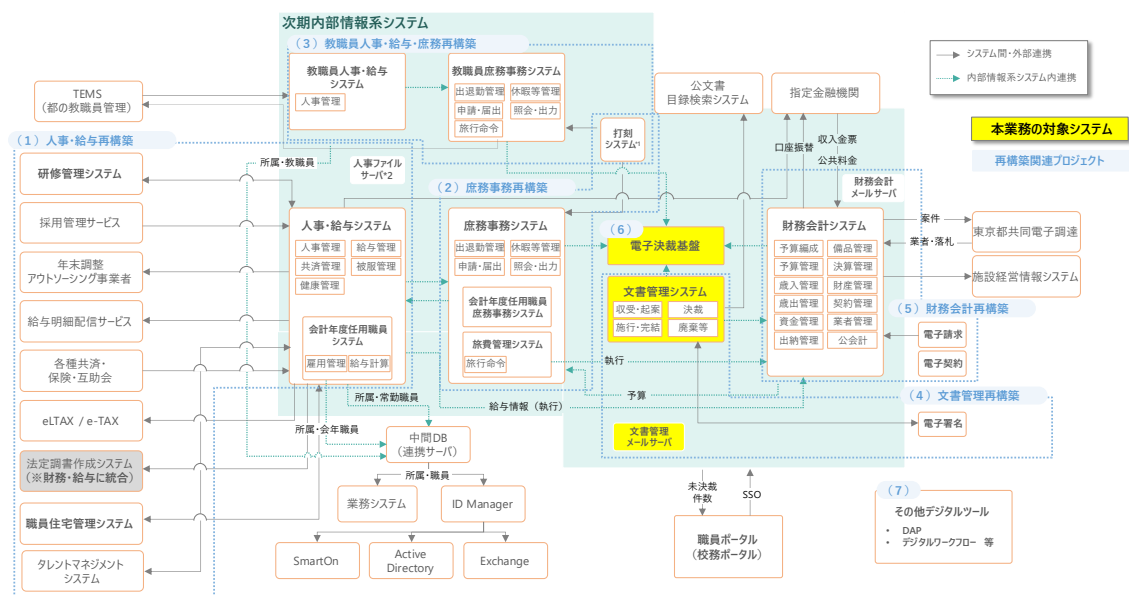 次期内部情報系システム
（3）教職員人事・給与・庶務再構築
教職員人事・給与
システム
人事管理
教職員庶務事務システム
出退勤管理
休暇等管理
申請・届出
照会・出力
旅行命令
公文書
目録検索システム
指定金融機関
システム間・外部連携
内部情報系システム内連携
本業務の対象システム
再構築関連プロジェクト
TEMS
（都の教職員管理）
打刻
システム*1
口座振替
収入金票
公共料金
（1）人事・給与再構築
所属・教職員
人事ファイル
サーバ*2
（2）庶務事務再構築
財務会計
メールサーバ
研修管理システム
採用管理サービス
年末調整
アウトソーシング事業者
給与明細配信サービス
各種共済・
保険・互助会
eLTAX / e-TAX
法定調書作成システム
（※財務・給与に統合）
職員住宅管理システム
タレントマネジメント
システム
人事・給与システム
人事管理
給与管理
共済管理
被服管理
健康管理
会計年度任用職員
システム
雇用管理
給与計算
庶務事務システム
出退勤管理
休暇等管理
申請・届出
照会・出力
会計年度任用職員
庶務事務システム
旅費管理システム
旅行命令
（6）
電子決裁基盤
文書管理システム
収受・起案
決裁
施行・完結
廃棄等
財務会計システム
予算編成
備品管理
予算管理
決算管理
歳入管理
財産管理
歳出管理
契約管理
資金管理
業者管理
出納管理
公会計
案件
業者・落札
東京都共同電子調達
施設経営情報システム
（5）財務会計再構築
電子請求
電子契約
執行
予算
給与情報（執行）
（4）文書管理再構築
電子署名
文書管理
メールサーバ
所属・常勤職員
所属・会年職員
中間DB
（連携サーバ）
所属・職員
業務システム
ID Manager
SmartOn
Active
Directory
Exchange
未決裁
件数
SSO
職員ポータル
（校務ポータル）
（7）
その他デジタルツール
• DAP
• デジタルワークフロー 等